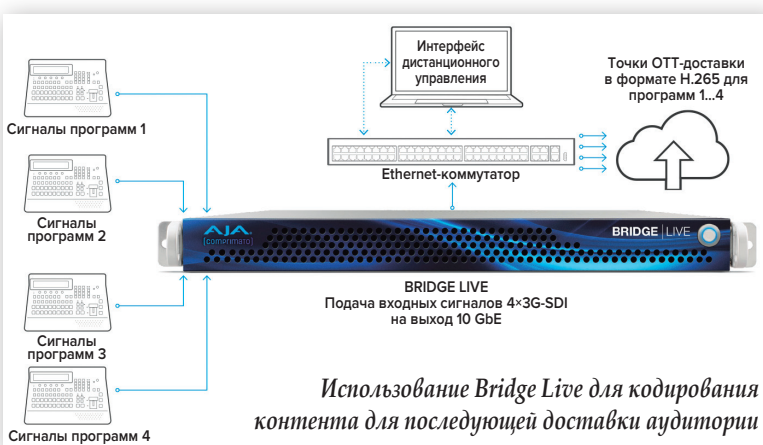 Интерфейс
дистанционного
управления
Точки ОТТ-доставки
в формате H.265 для
программ 1...4
Сигналы программ 1
Ethernet-коммутатор
Сигналы
программ 2
AJA
[comprimato]
BRIDGE | LIVE
BRIDGE LIVE
Подача входных сигналов 4×3G-SDI
на выход 10 GbE
Сигналы
программ 3
Сигналы программ 4
Использование Bridge Live для кодирования
контента для последующей доставки аудитории